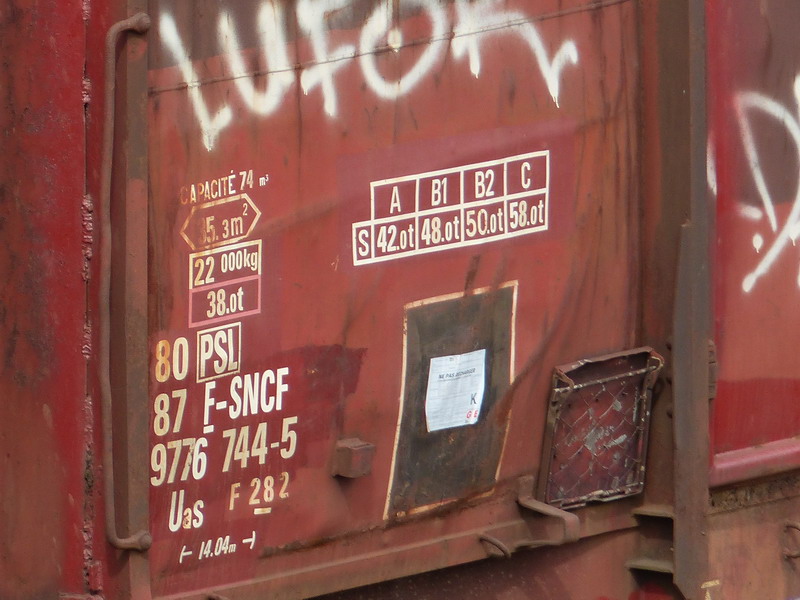 LUFOK
CAPACITÉ 74 m³
35.3m²
22 000kg
38.0t
A B1 B2 C
S 42.0t 48.0t 50.0t 58.0t
80 PSL
87 F-SNCF
9776 744-5
Uas F 282
14.04m
K